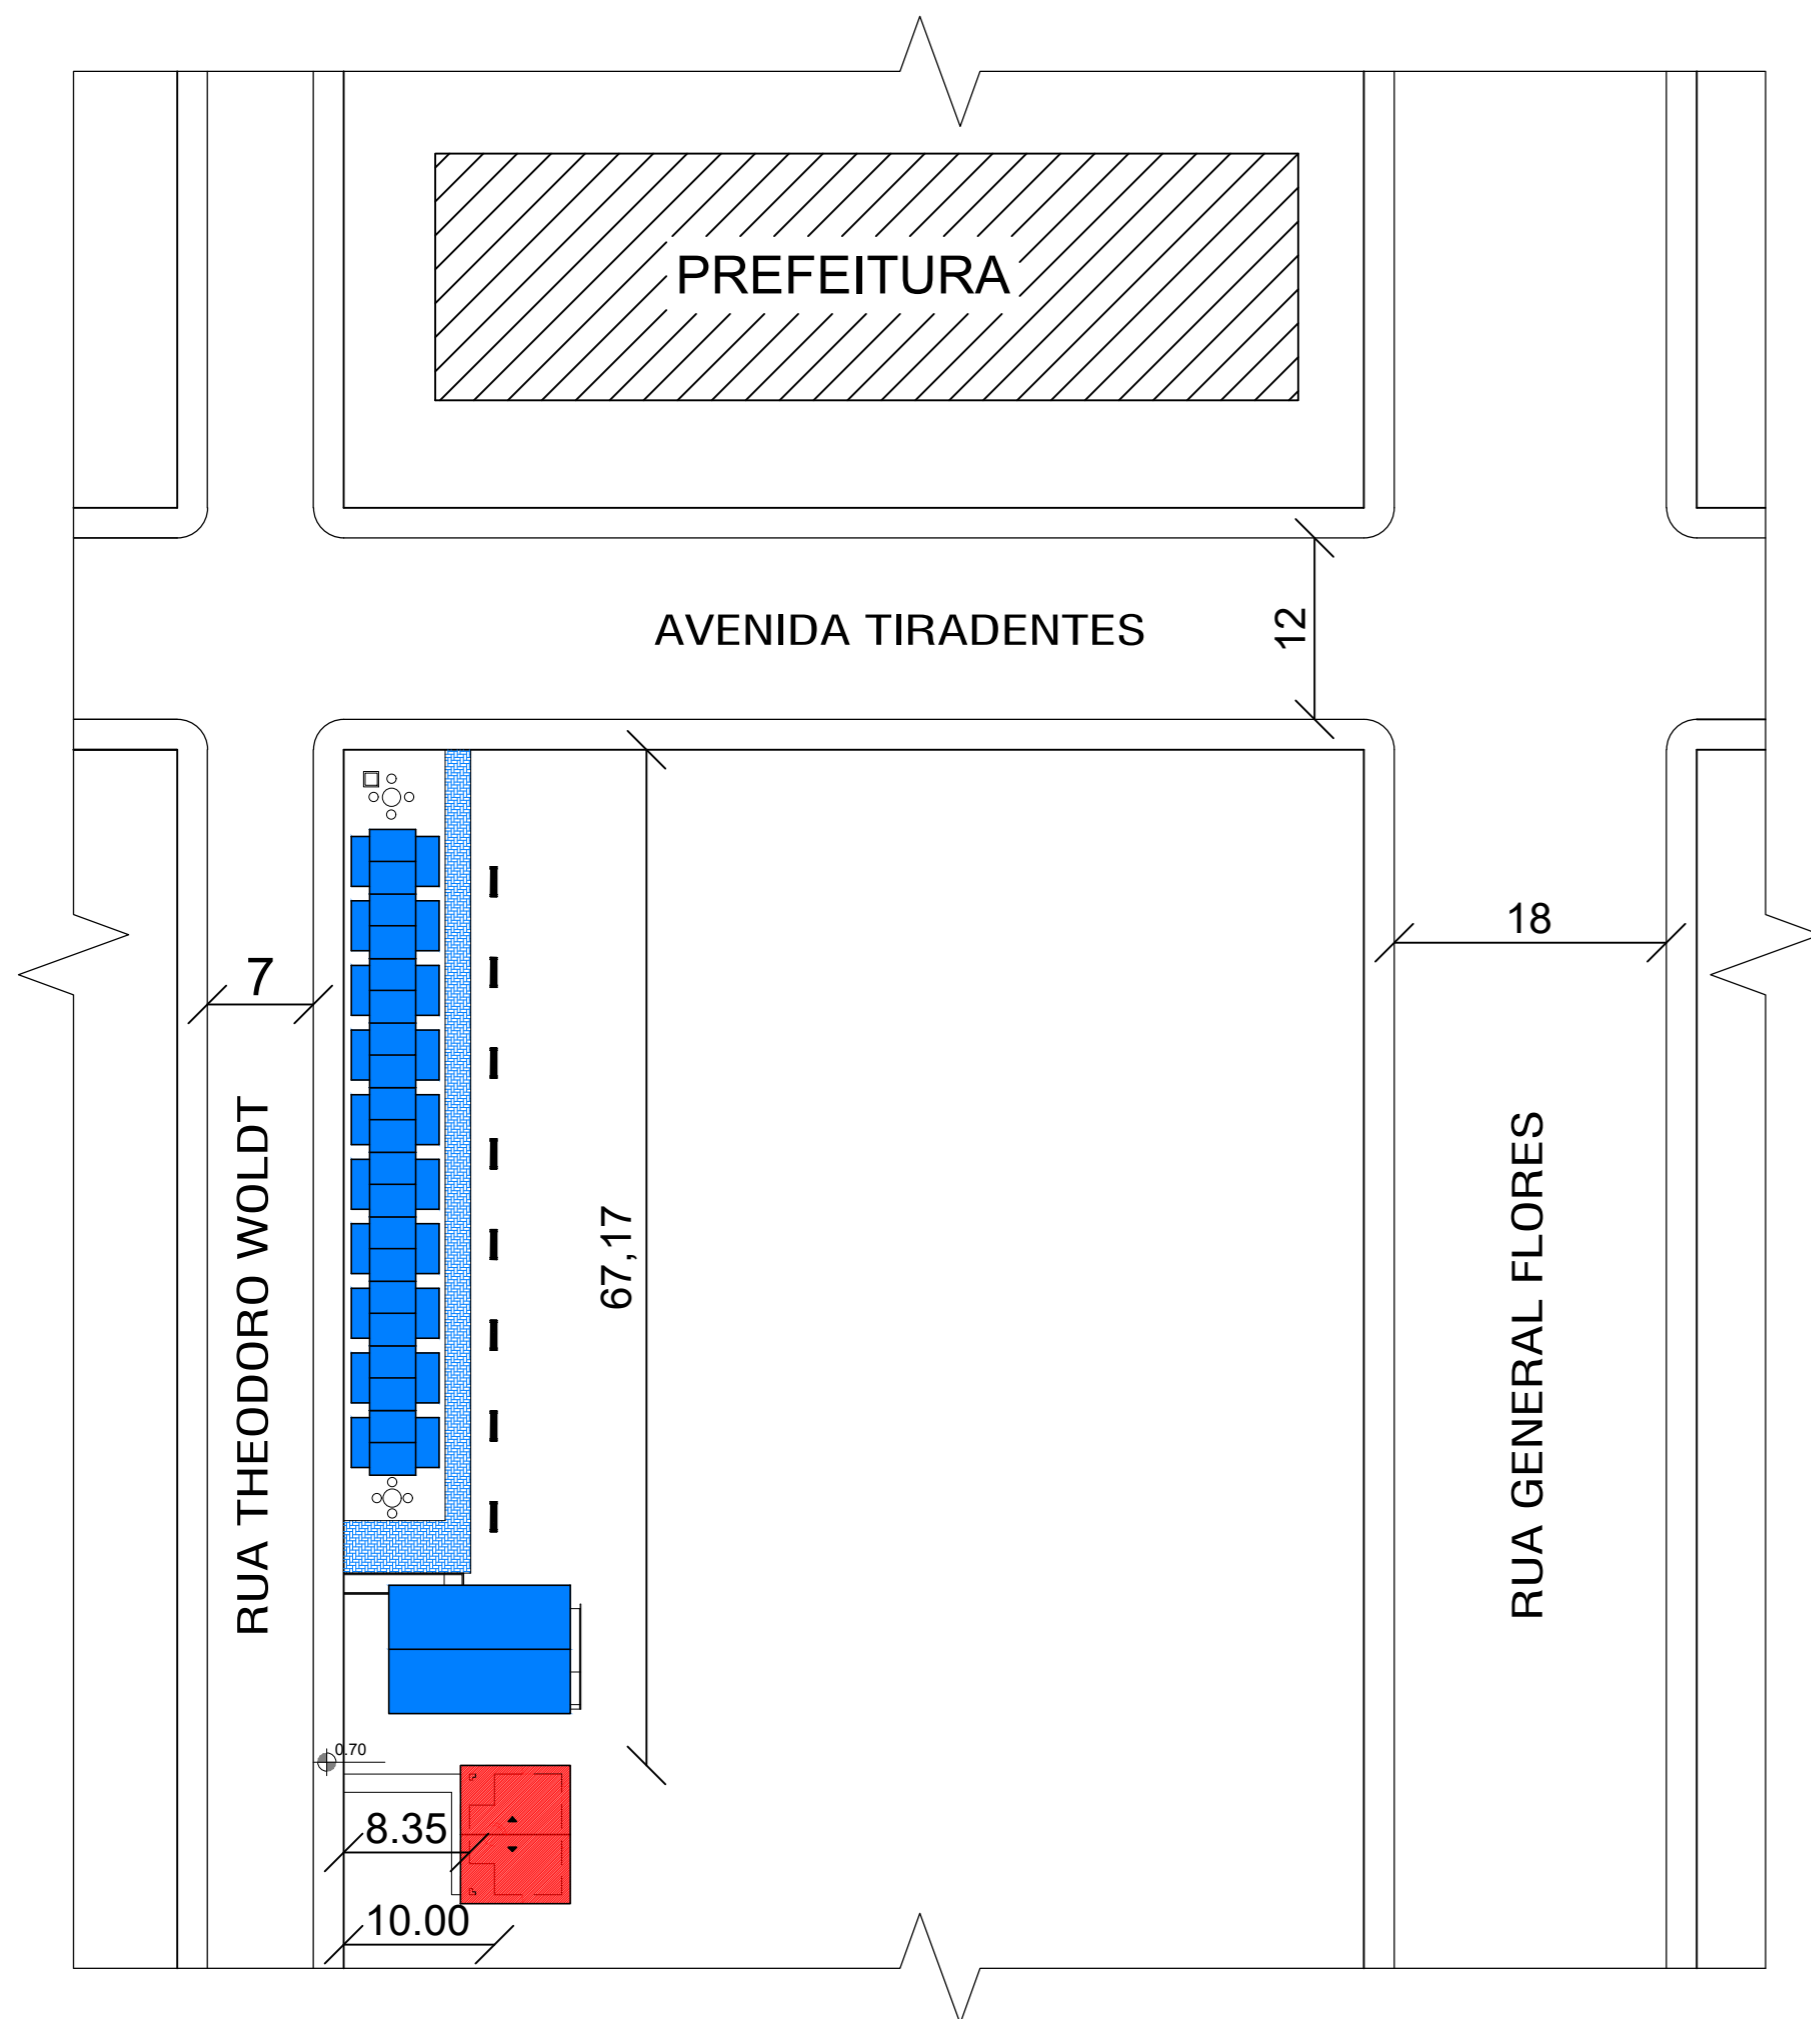 PREFEITURA
AVENIDA TIRADENTES
12
18
7
RUA THEODORO WOLDT
67,17
RUA GENERAL FLORES
0.70
8.35
10.00